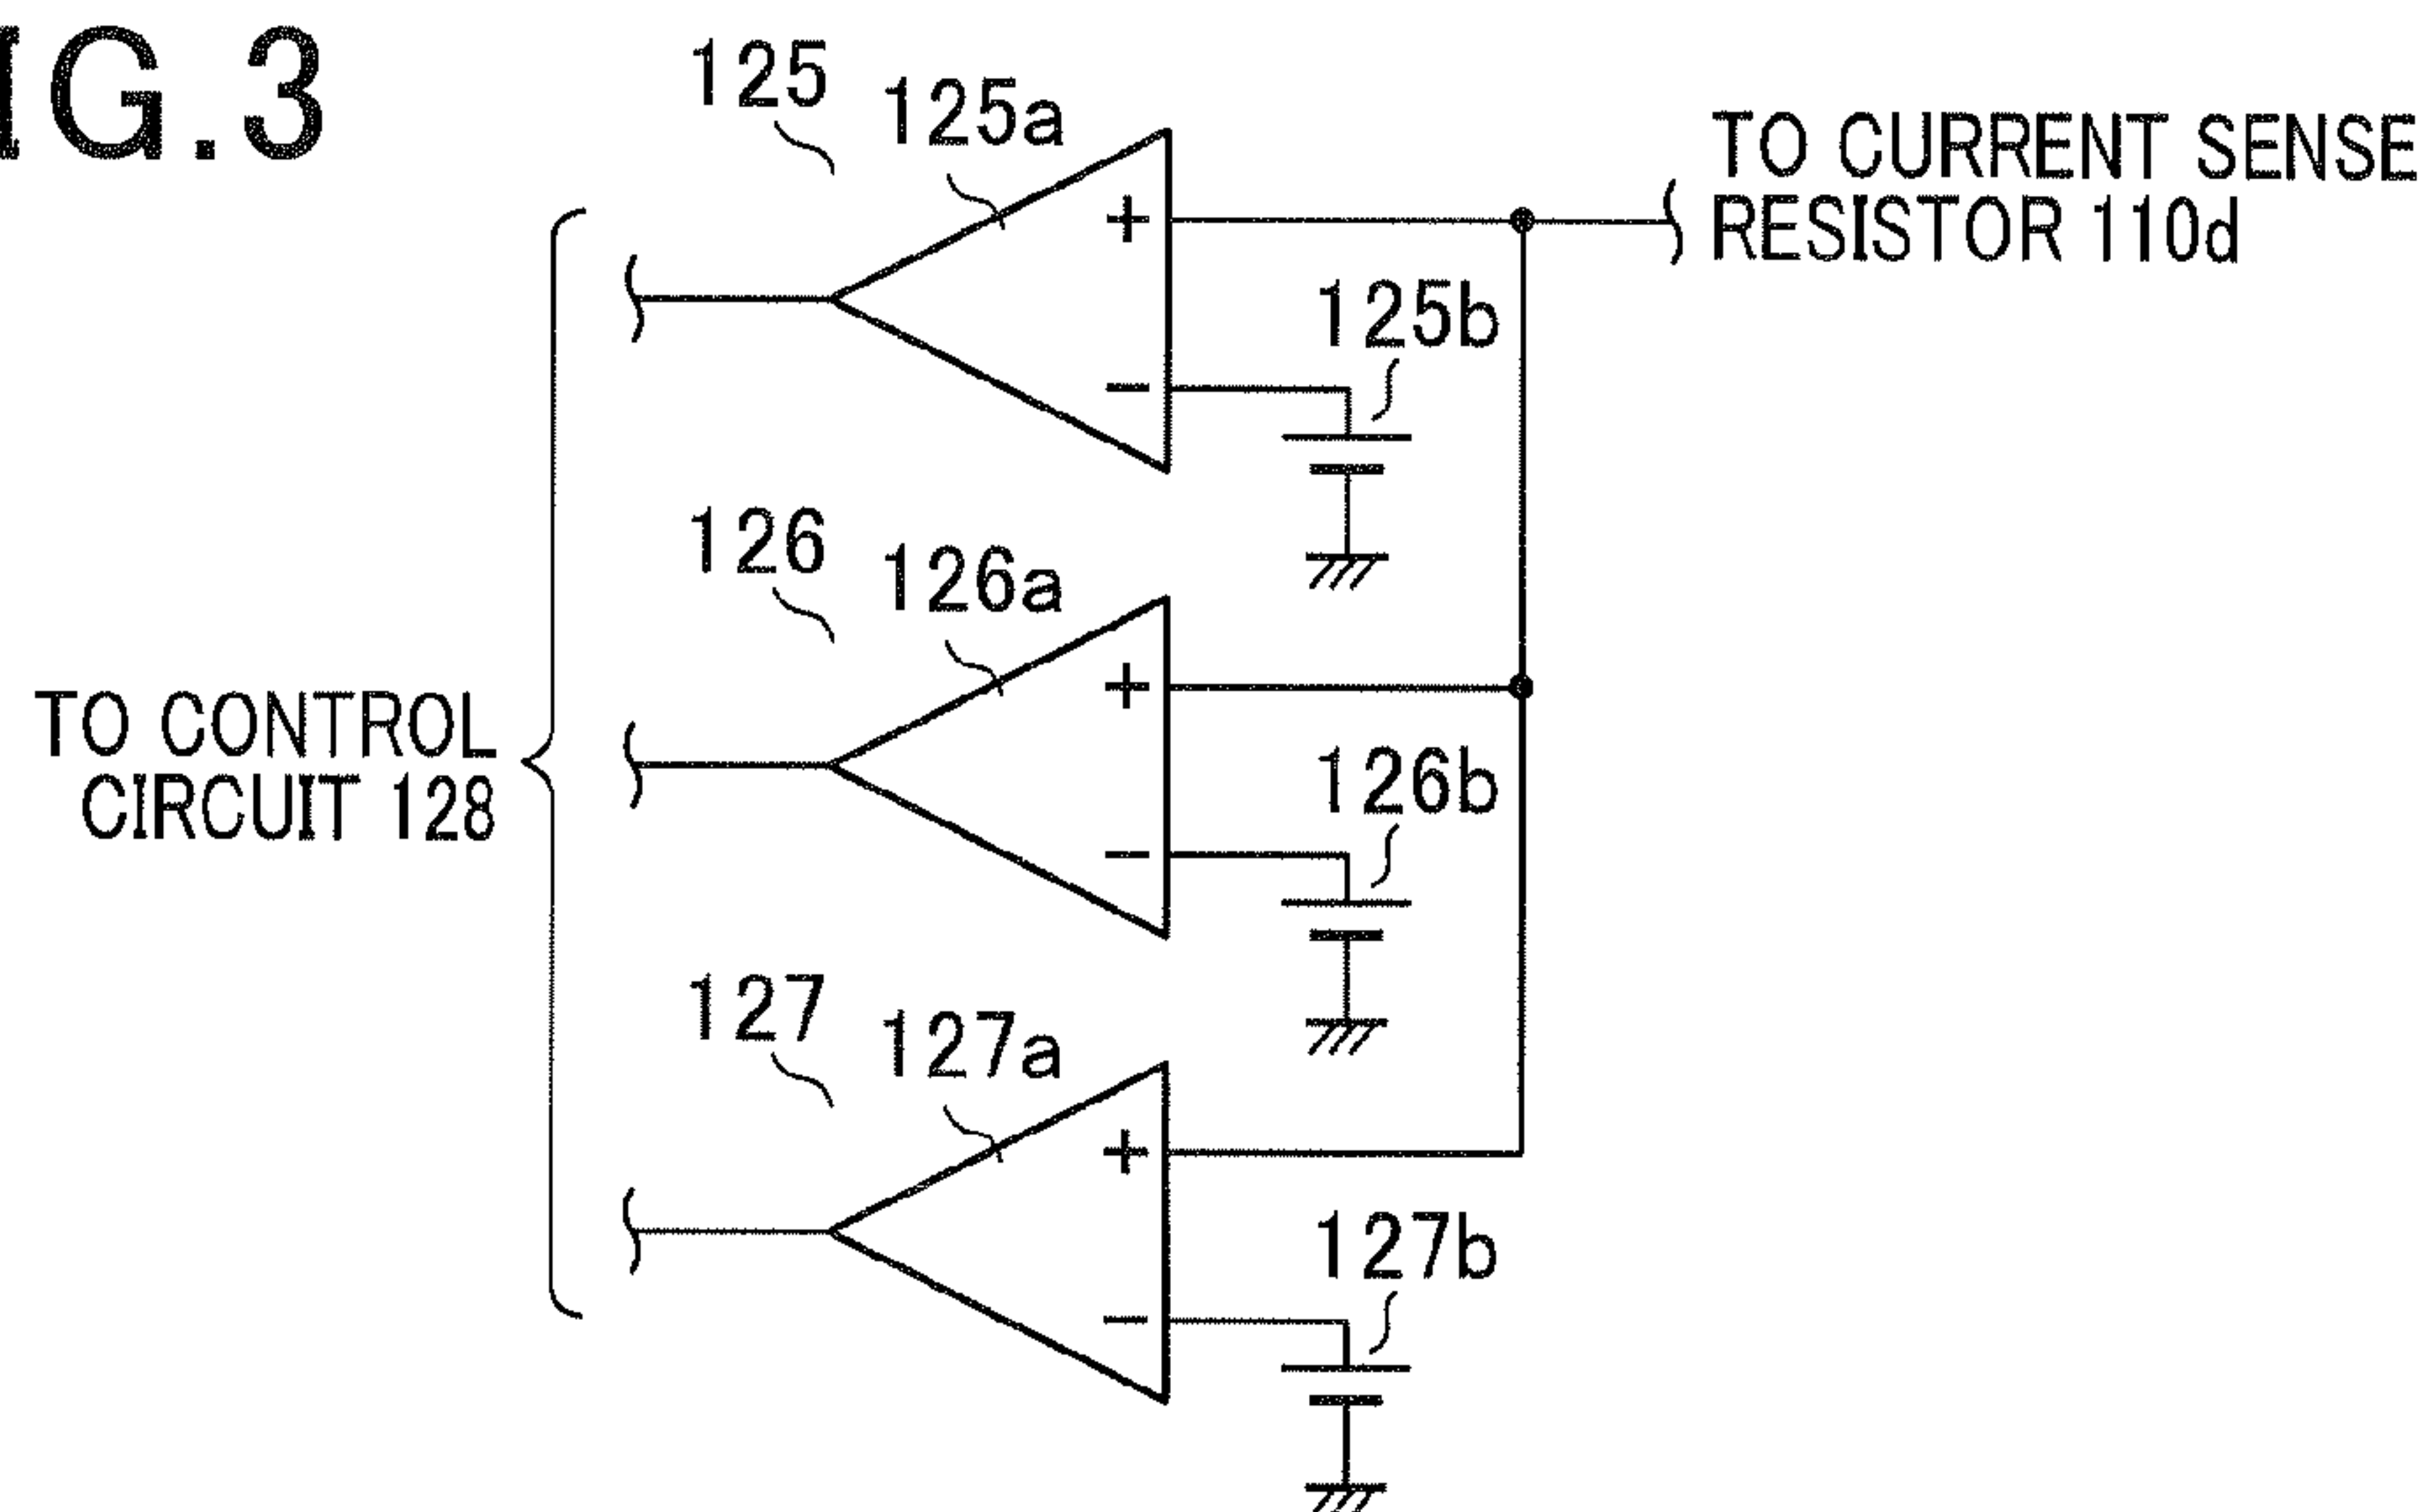 IG.3
125
125a
TO CURRENT SENSE
RESISTOR 110d
+
125b
−
126
126a
+
TO CONTROL
CIRCUIT 128
126b
−
127
127a
+
127b
−